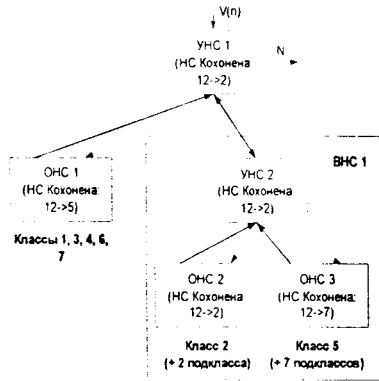 V(n)
УНС 1
(НС Кохонена
12->2)
N
ОНС 1
(НС Кохонена:
12->5)
Классы 1, 3, 4, 6,
7
УНС 2
(НС Кохонена
12->2)
ВНС 1
ОНС 2
(НС Кохонена
12->2)
Класс 2
(+ 2 подкласса)
ОНС 3
(НС Кохонена:
12->7)
Класс 5
(+ 7 подклассов)